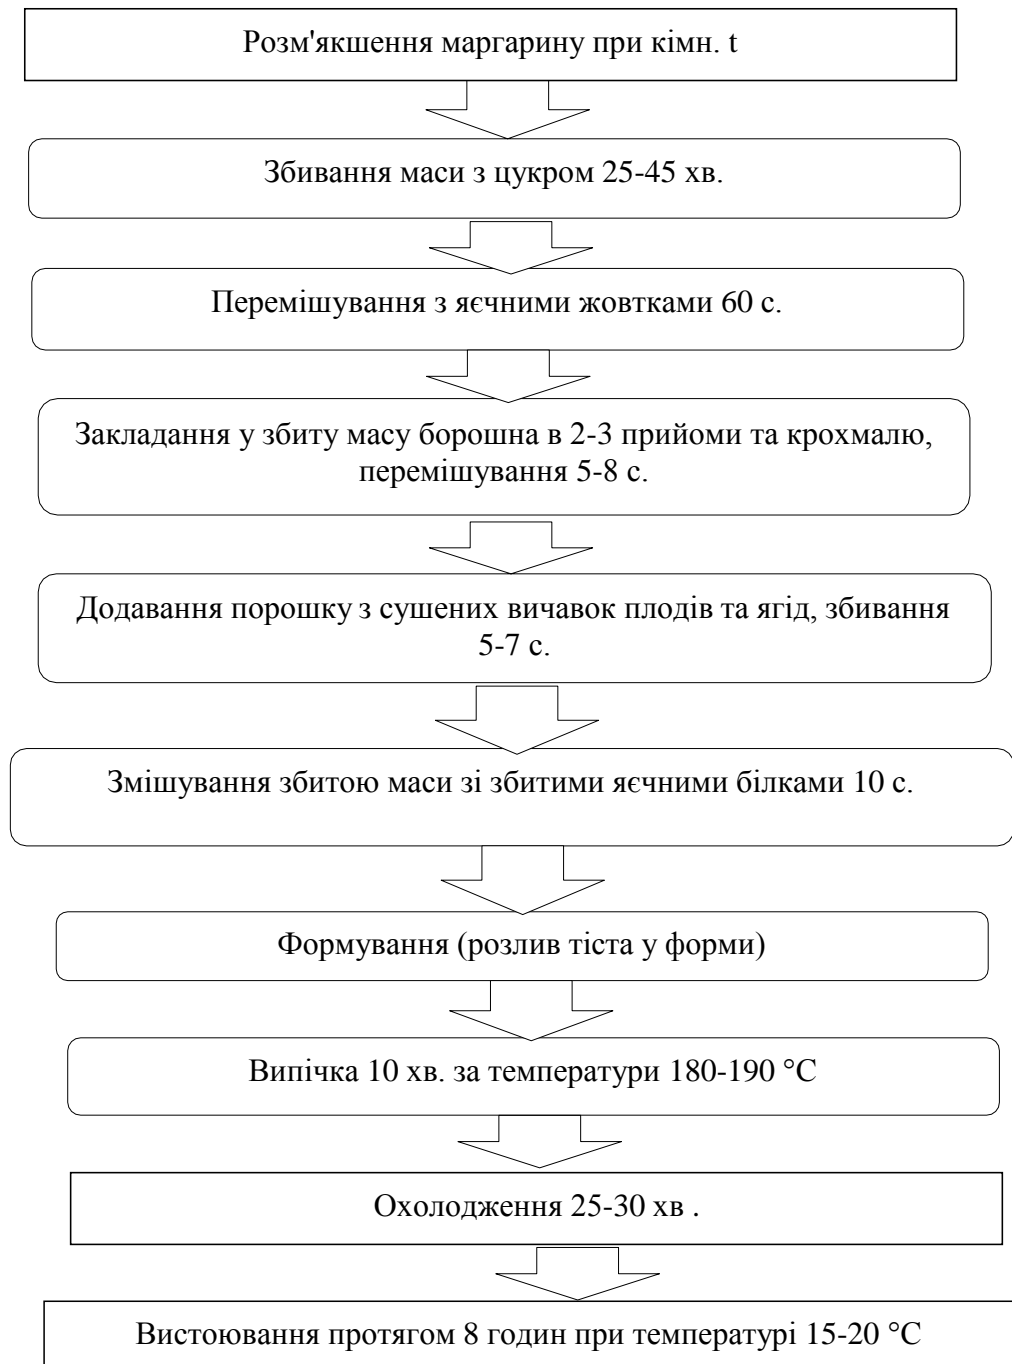 Розм'якшення маргарину при кімн. t
Збивання маси з цукром 25-45 хв.
Перемішування з яєчними жовтками 60 с.
Закладання у збиту масу борошна в 2-3 прийоми та крохмалю,
перемішування 5-8 с.
Додавання порошку з сушених вичавок плодів та ягід, збивання
5-7 с.
Змішування збитою маси зі збитими яєчними білками 10 с.
Формування (розлив тіста у форми)
Випічка 10 хв. за температури 180-190 °С
Охолодження 25-30 хв .
Вистоювання протягом 8 годин при температурі 15-20 °С